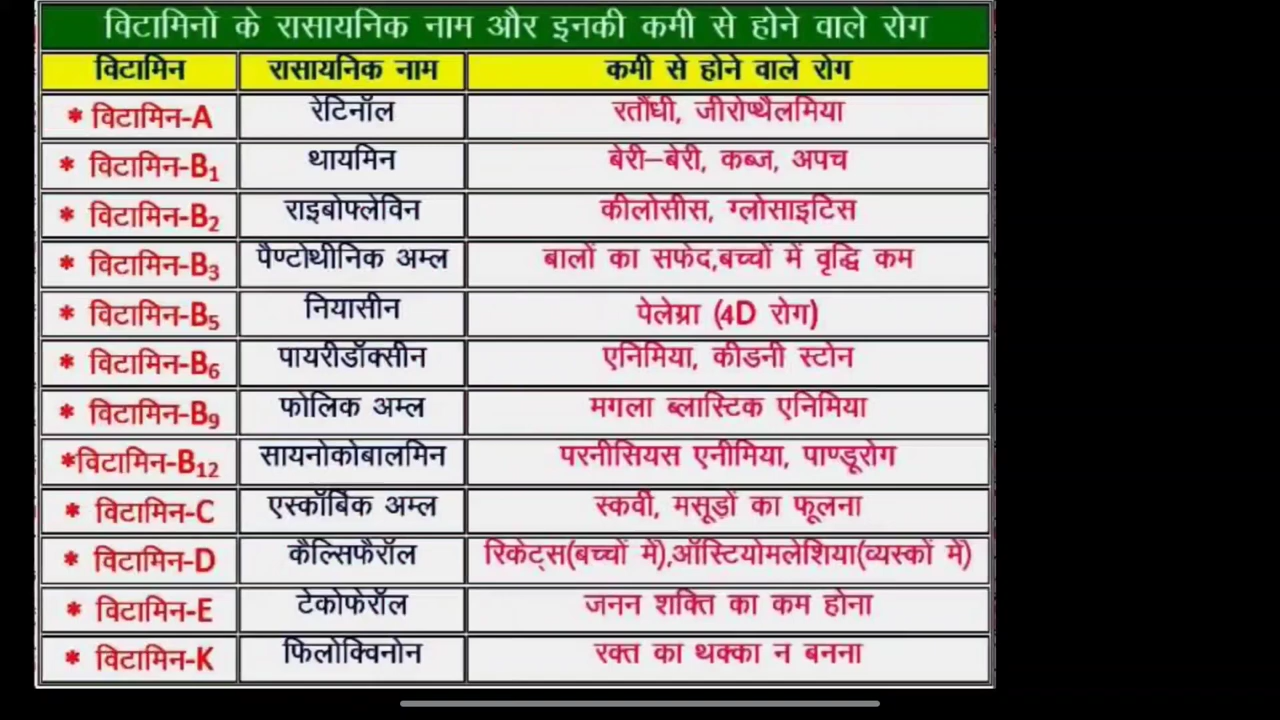 विटामिनों के रासायनिक नाम और इनकी कमी से होने वाले रोग
विटामिन रासायनिक नाम कमी से होने वाले रोग
* विटामिन-A रेटिनॉल रतौंधी, जीरोप्थैलमिया
* विटामिन-B₁ थायमिन बेरी–बेरी, कब्ज, अपच
* विटामिन-B₂ राइबोफ्लेविन कीलोसीस, ग्लोसाइटिस
* विटामिन-B₃ पैण्टोथीनिक अम्ल बालों का सफेद,बच्चों में वृद्धि कम
* विटामिन-B₅ नियासीन पेलेग्रा (4D रोग)
* विटामिन-B₆ पायरीडॉक्सीन एनिमिया, कीडनी स्टोन
* विटामिन-B₉ फोलिक अम्ल मगला ब्लास्टिक एनिमिया
*विटामिन-B₁₂ सायनोकोबालमिन परनीसियस एनीमिया, पाण्डूरोग
* विटामिन-C एस्कॉर्बिक अम्ल स्कर्वी, मसूड़ों का फूलना
* विटामिन-D कैल्सिफैरॉल रिकेट्स(बच्चों में),ऑस्टियोमलेशिया(व्यस्कों में)
* विटामिन-E टेकोफेरॉल जनन शक्ति का कम होना
* विटामिन-K फिलोक्विनोन रक्त का थक्का न बनना